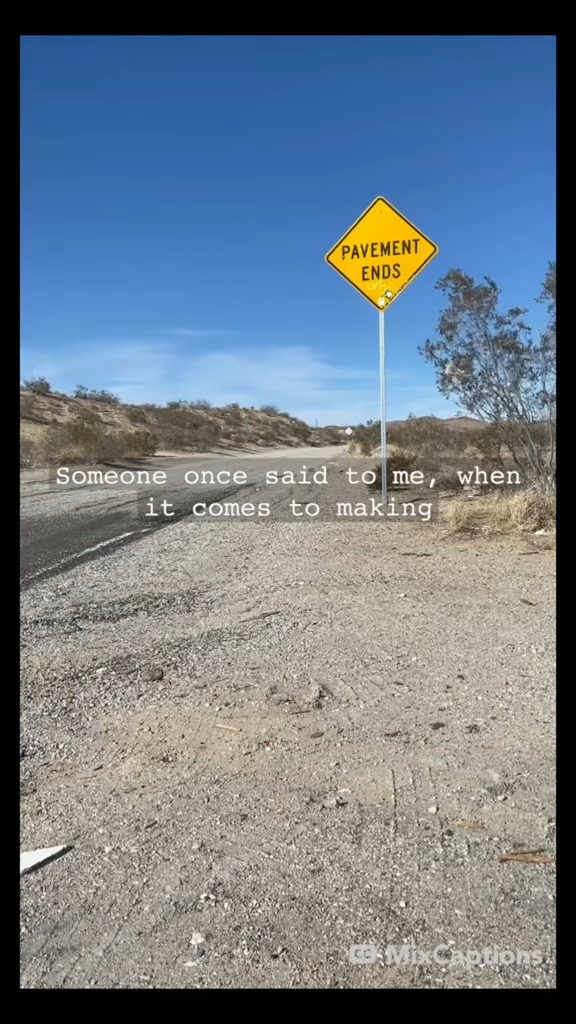 PAVEMENT
ENDS
Someone once said to me, when
it comes to making
MixCaptions